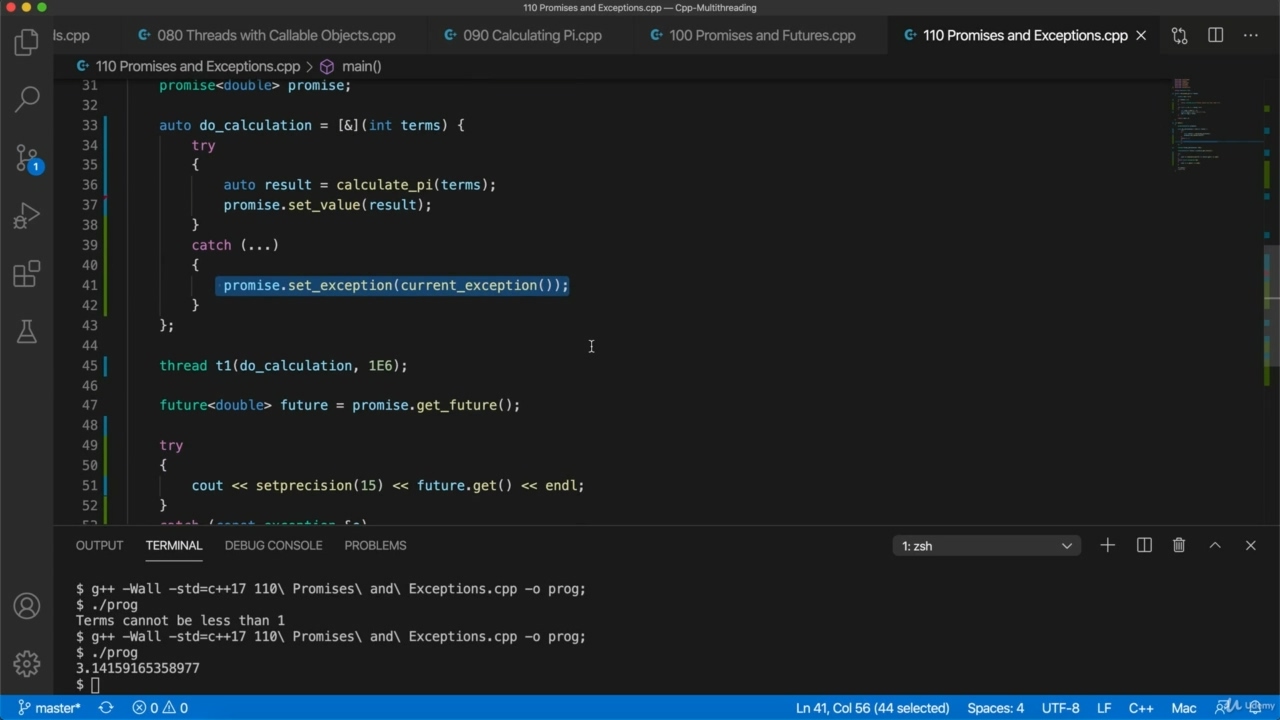 110 Promises and Exceptions.cpp — Cpp-Multithreading
ls.cpp
080 Threads with Callable Objects.cpp
090 Calculating Pi.cpp
100 Promises and Futures.cpp
110 Promises and Exceptions.cpp
110 Promises and Exceptions.cpp > main()
31 promise<double> promise;
32
33 auto do_calculation = [&](int terms) {
34 try
35 {
36 auto result = calculate_pi(terms);
37 promise.set_value(result);
38 }
39 catch (...)
40 {
41 promise.set_exception(current_exception());
42 }
43 };
44
45 thread t1(do_calculation, 1E6);
46
47 future<double> future = promise.get_future();
48
49 try
50 {
51 cout << setprecision(15) << future.get() << endl;
52 }
53 catch (const exception &e)
1
OUTPUT TERMINAL DEBUG CONSOLE PROBLEMS 1: zsh
$ g++ -Wall -std=c++17 110\ Promises\ and\ Exceptions.cpp -o prog;
$ ./prog
Terms cannot be less than 1
$ g++ -Wall -std=c++17 110\ Promises\ and\ Exceptions.cpp -o prog;
$ ./prog
3.14159165358977
$
master* 0 0 Ln 41, Col 56 (44 selected) Spaces: 4 UTF-8 LF C++ Mac
Udemy